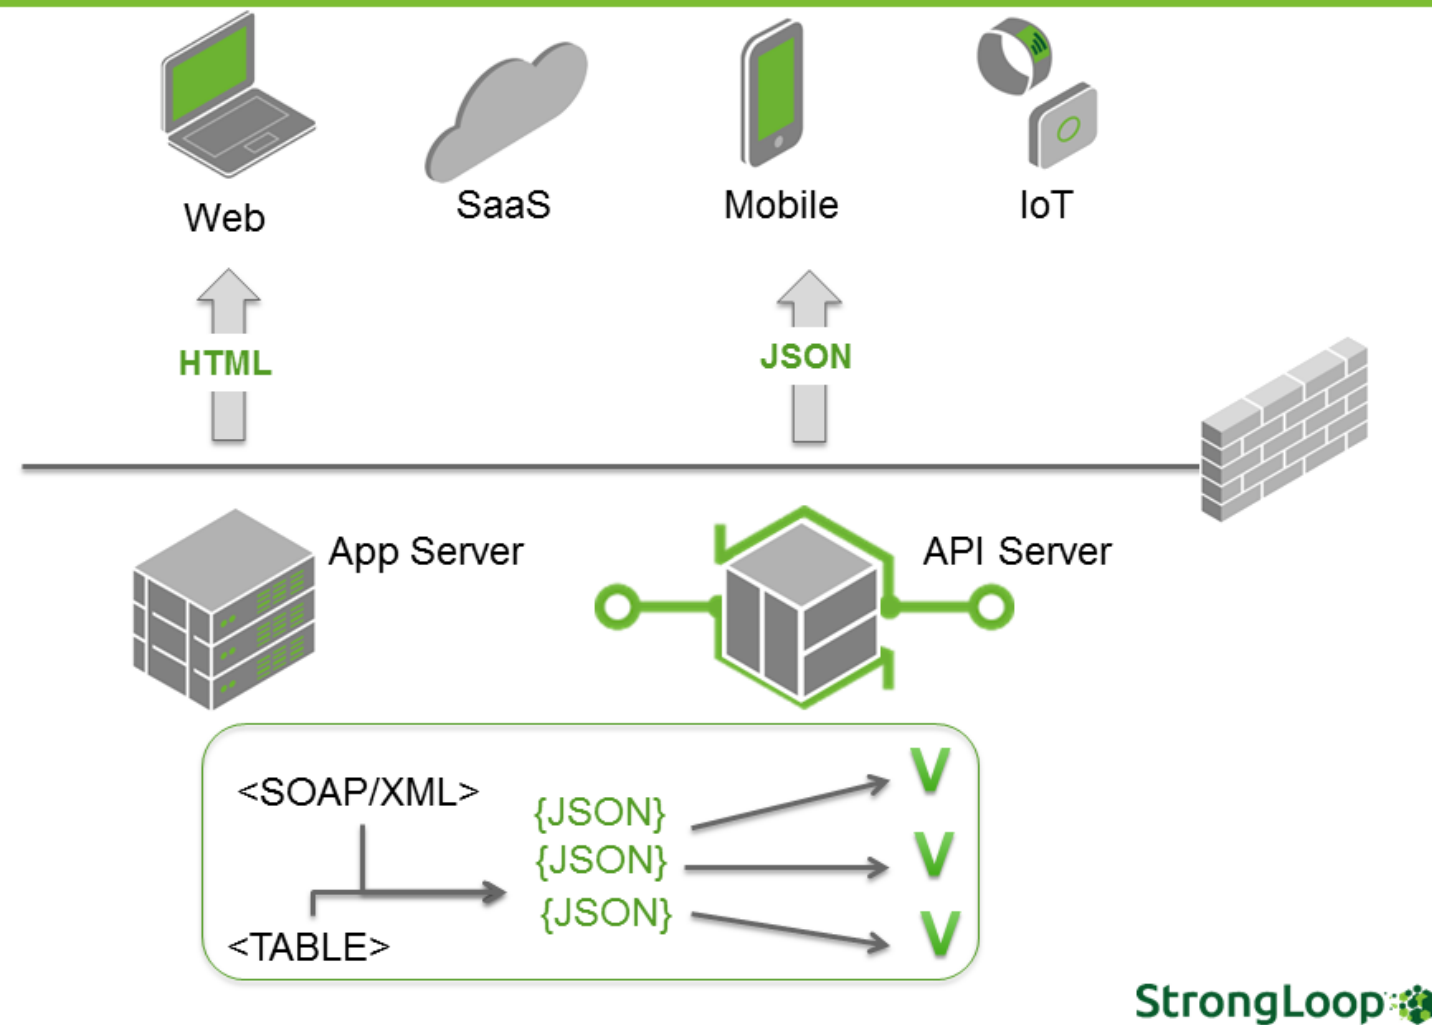 Web
SaaS
Mobile
IoT
HTML
JSON
App Server
API Server
<SOAP/XML>
<TABLE>
{JSON}
{JSON}
{JSON}
V
V
V
StrongLoop